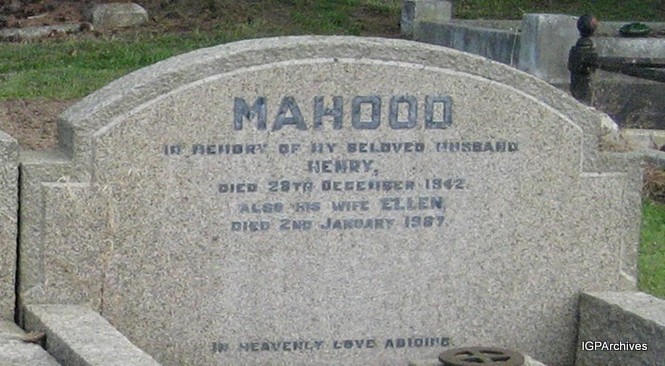 MAHOOD
IN MEMORY OF MY BELOVED HUSBAND
HENRY,
DIED 28TH DECEMBER 1942.
ALSO HIS WIFE ELLEN,
DIED 2ND JANUARY 1967.
IN HEAVENLY LOVE ABIDING.
IGPArchives